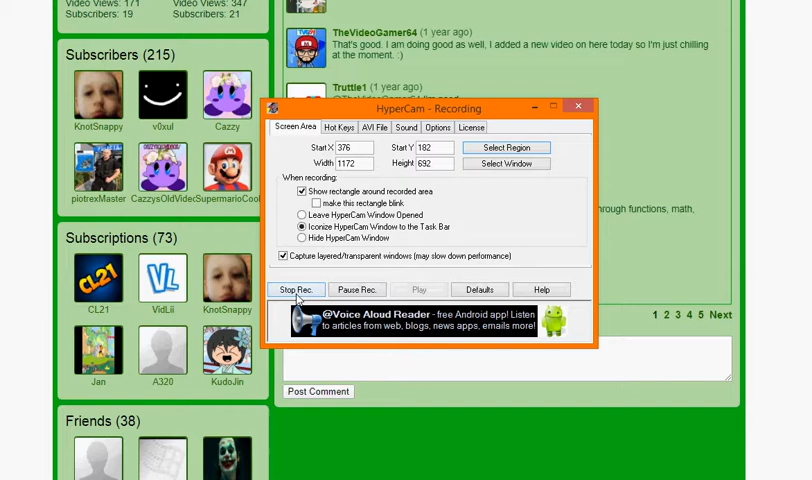 Video Views: 171
Subscribers: 19
Video Views: 347
Subscribers: 21
Subscribers (215)
KnotSnappy
v0xul
Cazzy
piotrexMaster
CazzysOldVidec
SupermarioCool
Subscriptions (73)
CL21
CL21
VL
VidLii
KnotSnappy
Jan
A320
KudoJin
Friends (38)
TheVideoGamer64 (1 year ago)
That's good. I am doing good as well, I added a new video on here today so I'm just chilling
at the moment. :)
Truttle1 (1 year ago)
HyperCam - Recording
Screen Area
Hot Keys
AVI File
Sound
Options
License
Start X 376
Start Y 182
Select Region
Width 1172
Height 692
Select Window
When recording:
Show rectangle around recorded area
make this rectangle blink
Leave HyperCam Window Opened
Iconize HyperCam Window to the Task Bar
Hide HyperCam Window
Capture layered/transparent windows (may slow down performance)
Stop Rec.
Pause Rec.
Play
Defaults
Help
@Voice Aloud Reader - free Android app! Listen
to articles from web, blogs, news apps, emails more!
hrough functions, math,
1 2 3 4 5 Next
Post Comment